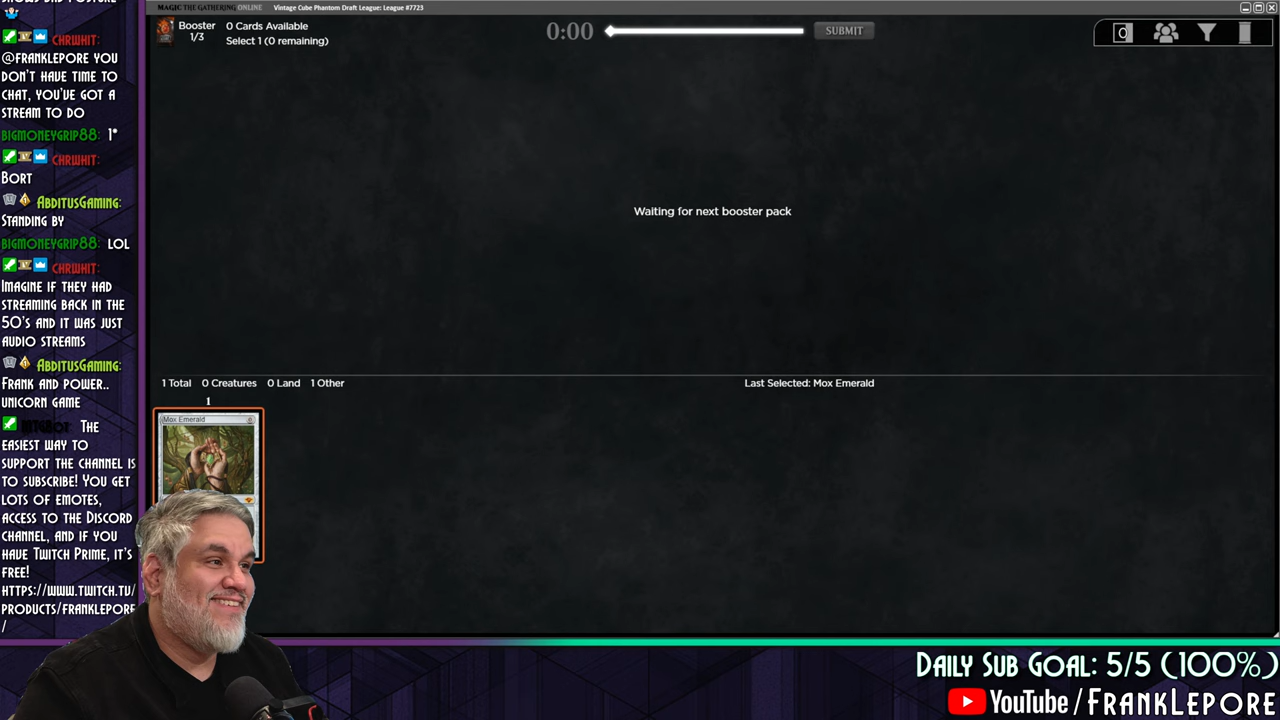 MAGIC THE GATHERING ONLINE Vintage Cube Phantom Draft League: League #7723
Booster
1/3
0 Cards Available
Select 1 (0 remaining)
0:00
SUBMIT
0
CHRWHIT:
@FRANKLEPORE YOU
DON'T HAVE TIME TO
CHAT, YOU'VE GOT A
STREAM TO DO
BIGMONEYGRIP88: 1*
CHRWHIT:
BORT
ABDITUSGAMING:
STANDING BY
BIGMONEYGRIP88: LOL
CHRWHIT:
IMAGINE IF THEY HAD
STREAMING BACK IN THE
50'S AND IT WAS JUST
AUDIO STREAMS
ABDITUSGAMING:
FRANK AND POWER..
UNICORN GAME
THE
EASIEST WAY TO
SUPPORT THE CHANNEL IS
TO SUBSCRIBE! YOU GET
LOTS OF EMOTES,
ACCESS TO THE DISCORD
CHANNEL, AND IF YOU
HAVE TWITCH PRIME, IT'S
FREE!
HTTPS://WWW.TWITCH.TV/
PRODUCTS/FRANKLEPORE
/
Waiting for next booster pack
1 Total 0 Creatures 0 Land 1 Other
Last Selected: Mox Emerald
1
Mox Emerald
DAILY SUB GOAL: 5/5 (100%)
YOUTUBE/FRANKLEPORE